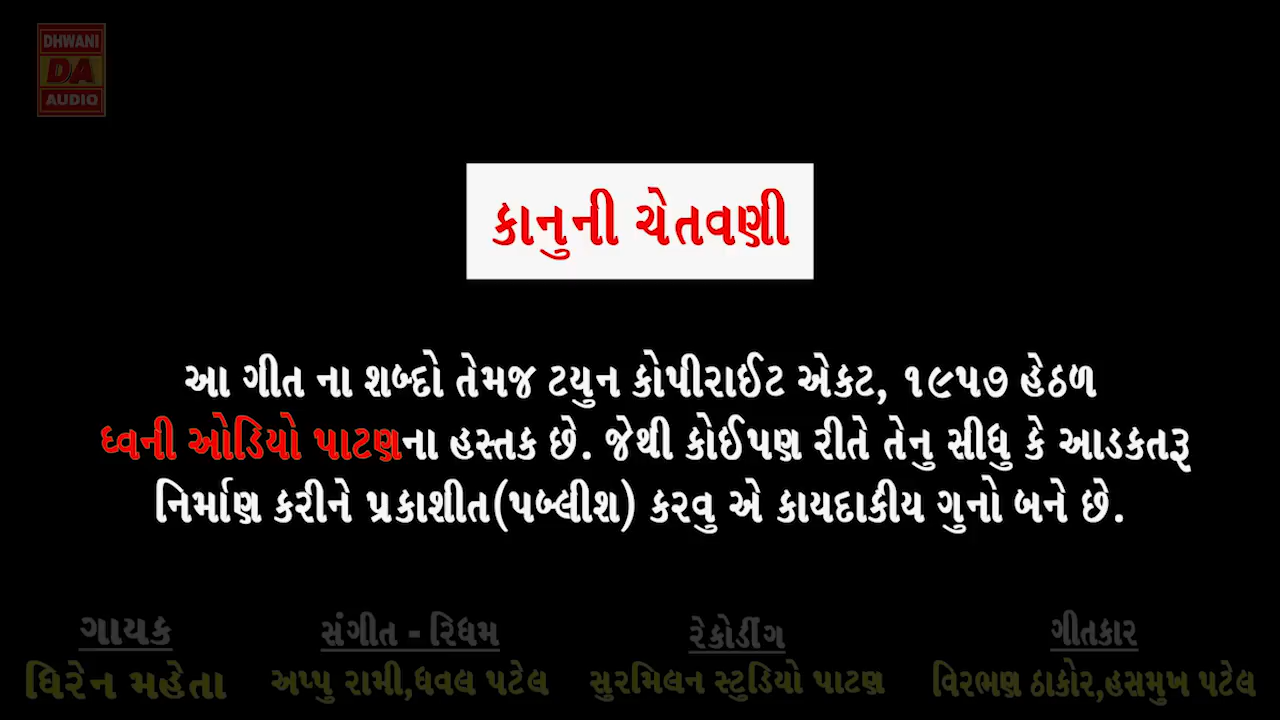 DHWANI
DA
AUDIO
કાનુની ચેતવણી
આ ગીત ના શબ્દો તેમજ ટયુન કોપીરાઈટ એકટ, ૧૯૫૭ હેઠળ
ધ્વની ઓડિયો પાટણના હસ્તક છે. જેથી કોઈપણ રીતે તેનુ સીધુ કે આડકતરૂ
નિર્માણ કરીને પ્રકાશીત(પબ્લીશ) કરવુ એ કાયદાકીય ગુનો બને છે.
ગાયક સંગીત - રિધમ રેકોર્ડીંગ ગીતકાર
ધિરેન મહેતા અપ્પુ રામી,ધવલ પટેલ સુરમિલન સ્ટુડિયો પાટણ વિરભણ ઠાકોર,હસમુખ પટેલ